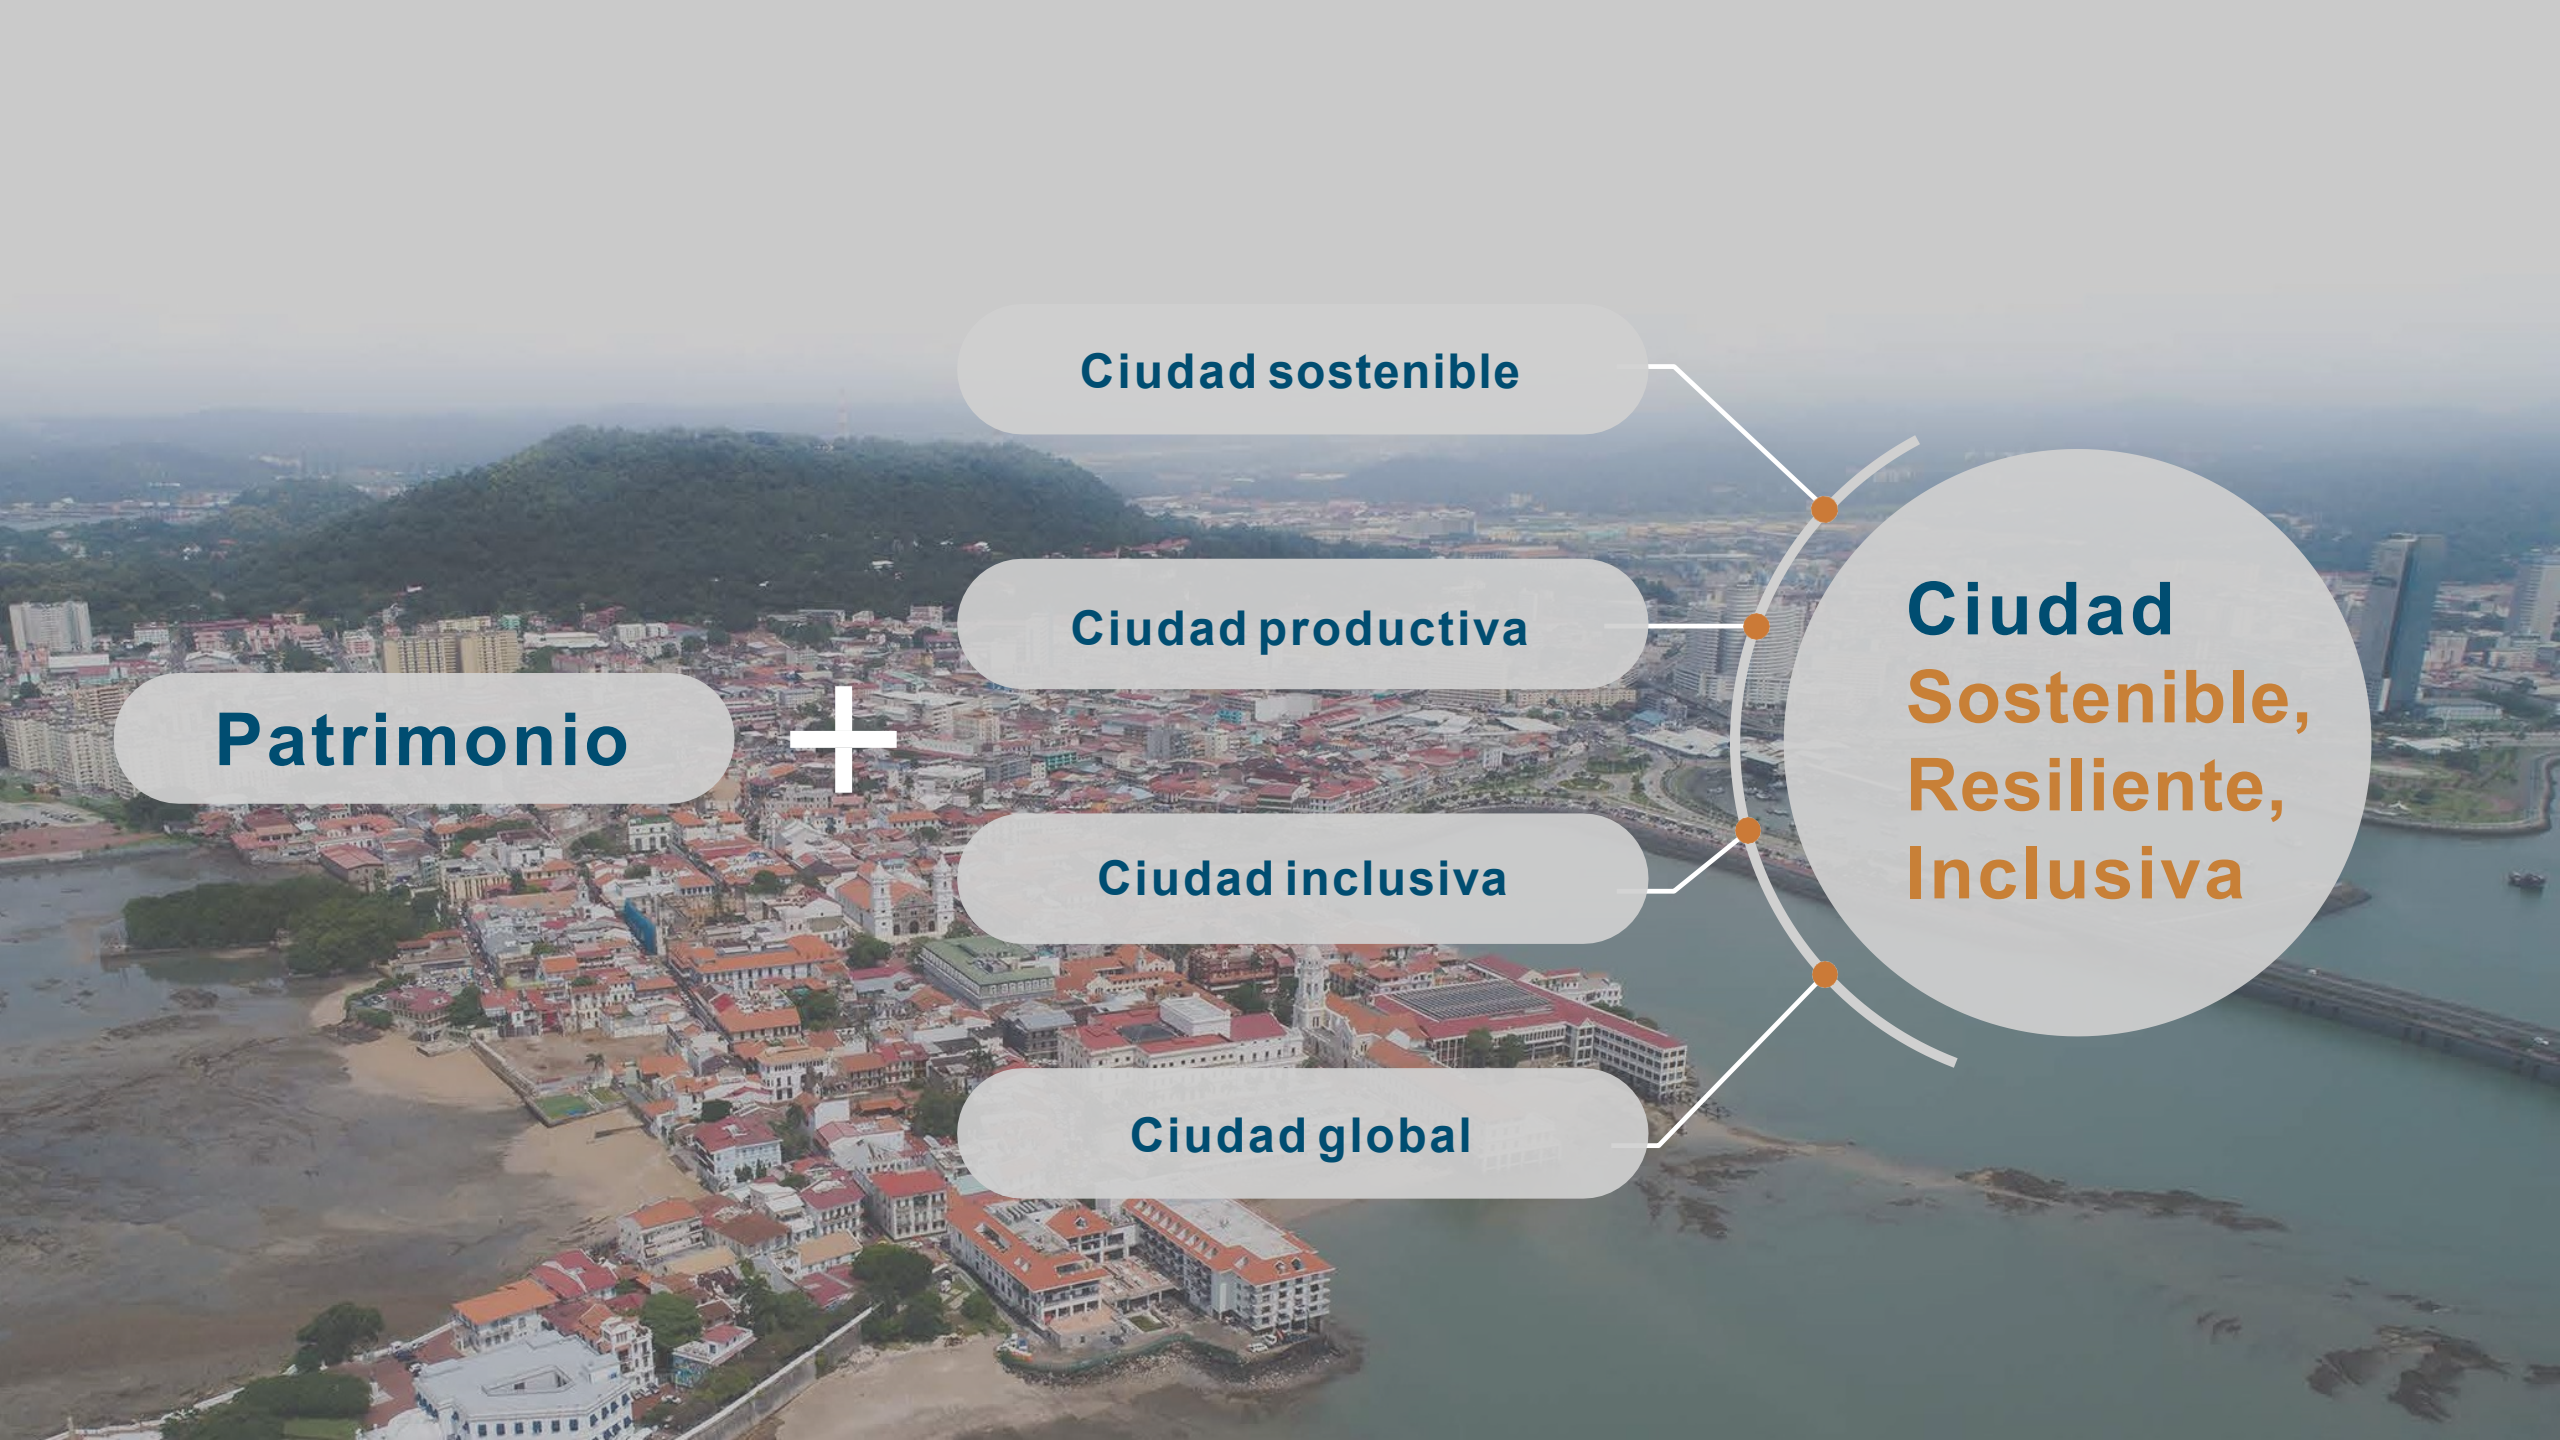 Patrimonio
Ciudad sostenible
Ciudad productiva
Ciudad inclusiva
Ciudad global
Ciudad
Sostenible,
Resiliente,
Inclusiva